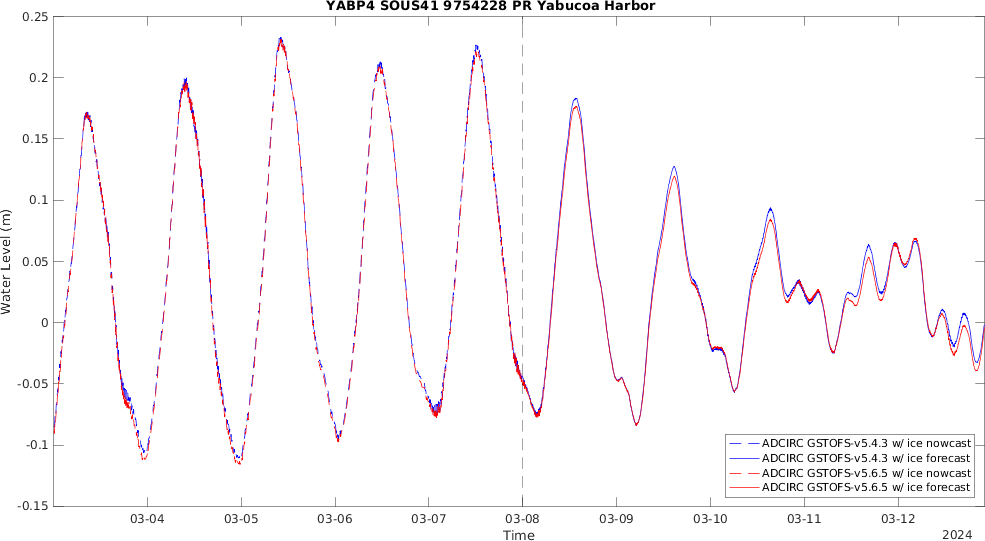 YABP4 SOUS41 9754228 PR Yabucoa Harbor
0.25
0.2
0.15
0.1
0.05
0
-0.05
-0.1
-0.15
Water Level (m)
03-04 03-05 03-06 03-07 03-08 03-09 03-10 03-11 03-12
Time
2024
ADCIRC GSTOFS-v5.4.3 w/ ice nowcast
ADCIRC GSTOFS-v5.4.3 w/ ice forecast
ADCIRC GSTOFS-v5.6.5 w/ ice nowcast
ADCIRC GSTOFS-v5.6.5 w/ ice forecast